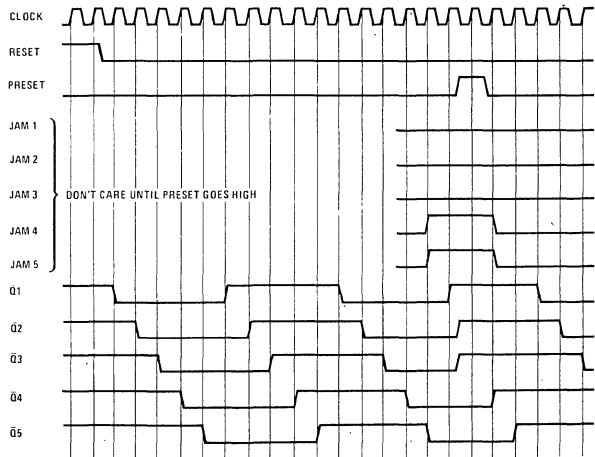 CLOCK
RESET
PRESET
JAM 1
JAM 2
JAM 3
DON'T CARE UNTIL PRESET GOES HIGH
JAM 4
JAM 5
Q̄1
Q̄2
Q̄3
Q̄4
Q̄5